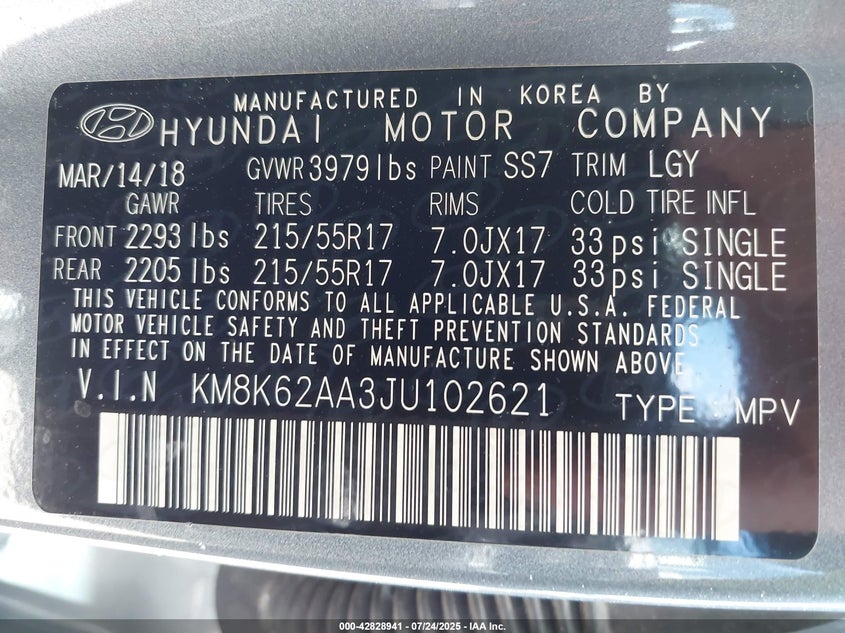 MANUFACTURED IN KOREA BY
HYUNDAI MOTOR COMPANY
MAR/14/18 GVWR 3979lbs PAINT SS7 TRIM LGY
GAWR TIRES RIMS COLD TIRE INFL
FRONT 2293 lbs 215/55R17 7.0JX17 33psi SINGLE
REAR 2205 lbs 215/55R17 7.0JX17 33psi SINGLE
THIS VEHICLE CONFORMS TO ALL APPLICABLE U.S.A. FEDERAL
MOTOR VEHICLE SAFETY AND THEFT PREVENTION STANDARDS
IN EFFECT ON THE DATE OF MANUFACTURE SHOWN ABOVE.
V.I.N KM8K62AA3JU102621 TYPE : MPV
000-42828941 - 07/24/2025 - IAA Inc.